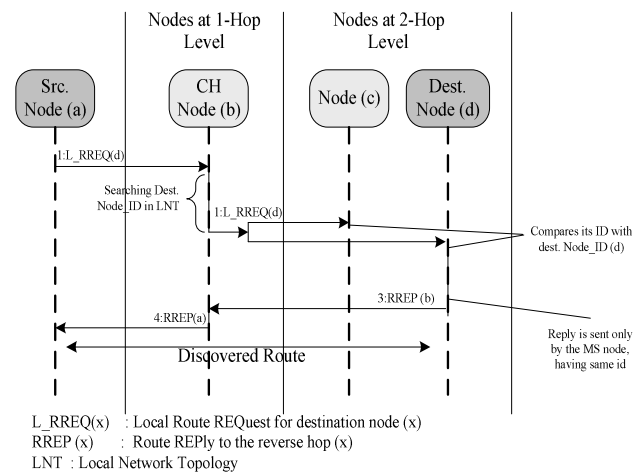 Nodes at 1-Hop
Level
Nodes at 2-Hop
Level
Src.
Node (a)
CH
Node (b)
Node (c)
Dest.
Node (d)
1:L_RREQ(d)
Searching Dest.
Node_ID in LNT
1:L_RREQ(d)
Compares its ID with
dest. Node_ID (d)
3:RREP (b)
4:RREP(a)
Reply is sent only
by the MS node,
having same id
Discovered Route
L_RREQ(x) : Local Route REQuest for destination node (x)
RREP (x) : Route REPly to the reverse hop (x)
LNT : Local Network Topology